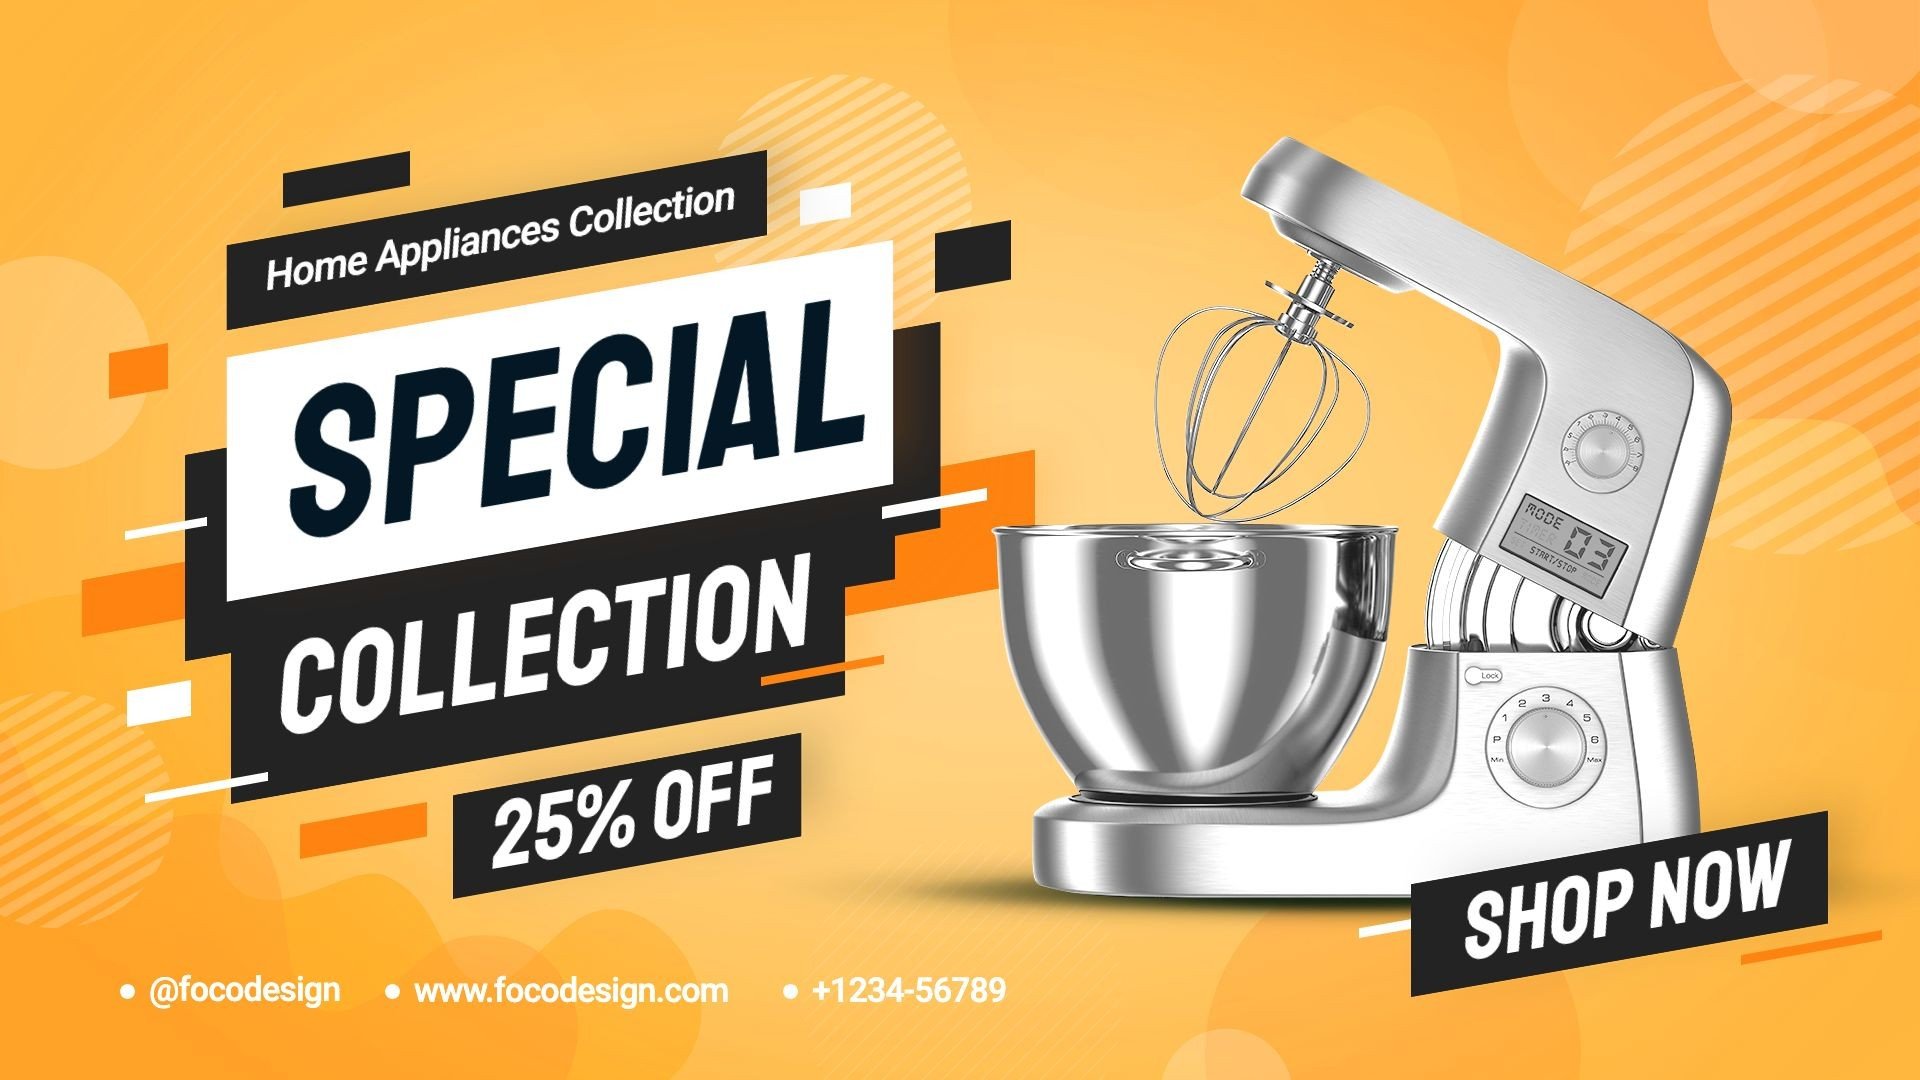 Home Appliances Collection
SPECIAL
COLLECTION
25% OFF
MODE
03
START/STOP
Lock
3
2 4
1 5
P 6
Min Max
SHOP NOW
@focodesign
www.focodesign.com
+1234-56789